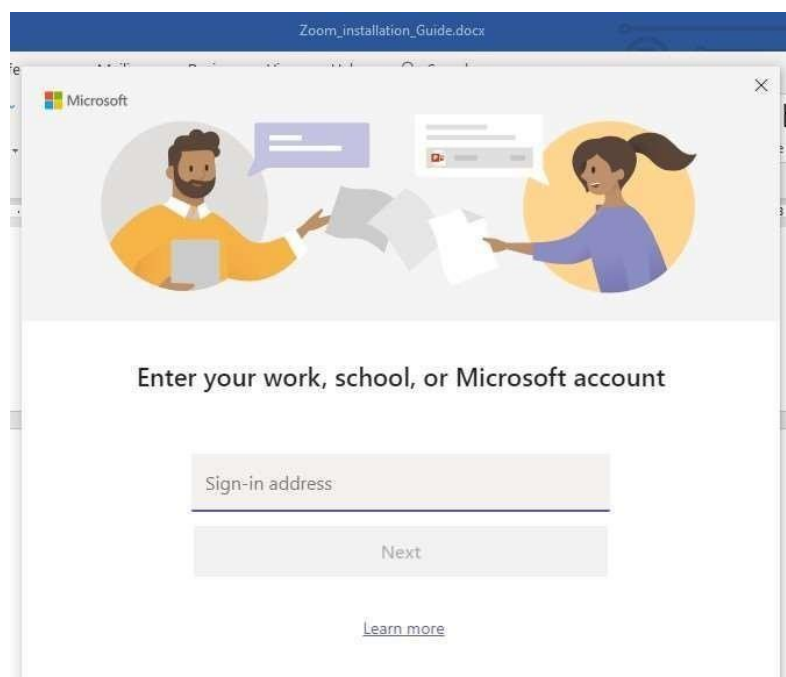 Zoom_installation_Guide.docx
Microsoft
Enter your work, school, or Microsoft account
Sign-in address
Next
Learn more